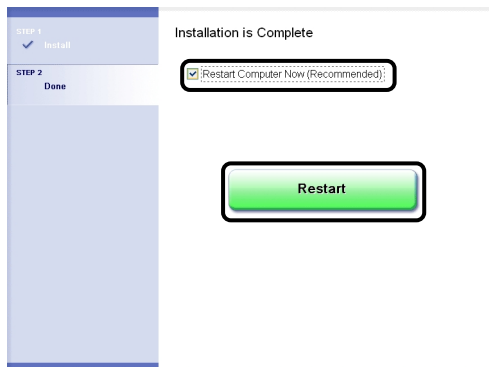 STEP 1
Install
STEP 2
Done
Installation is Complete
Restart Computer Now (Recommended)
Restart